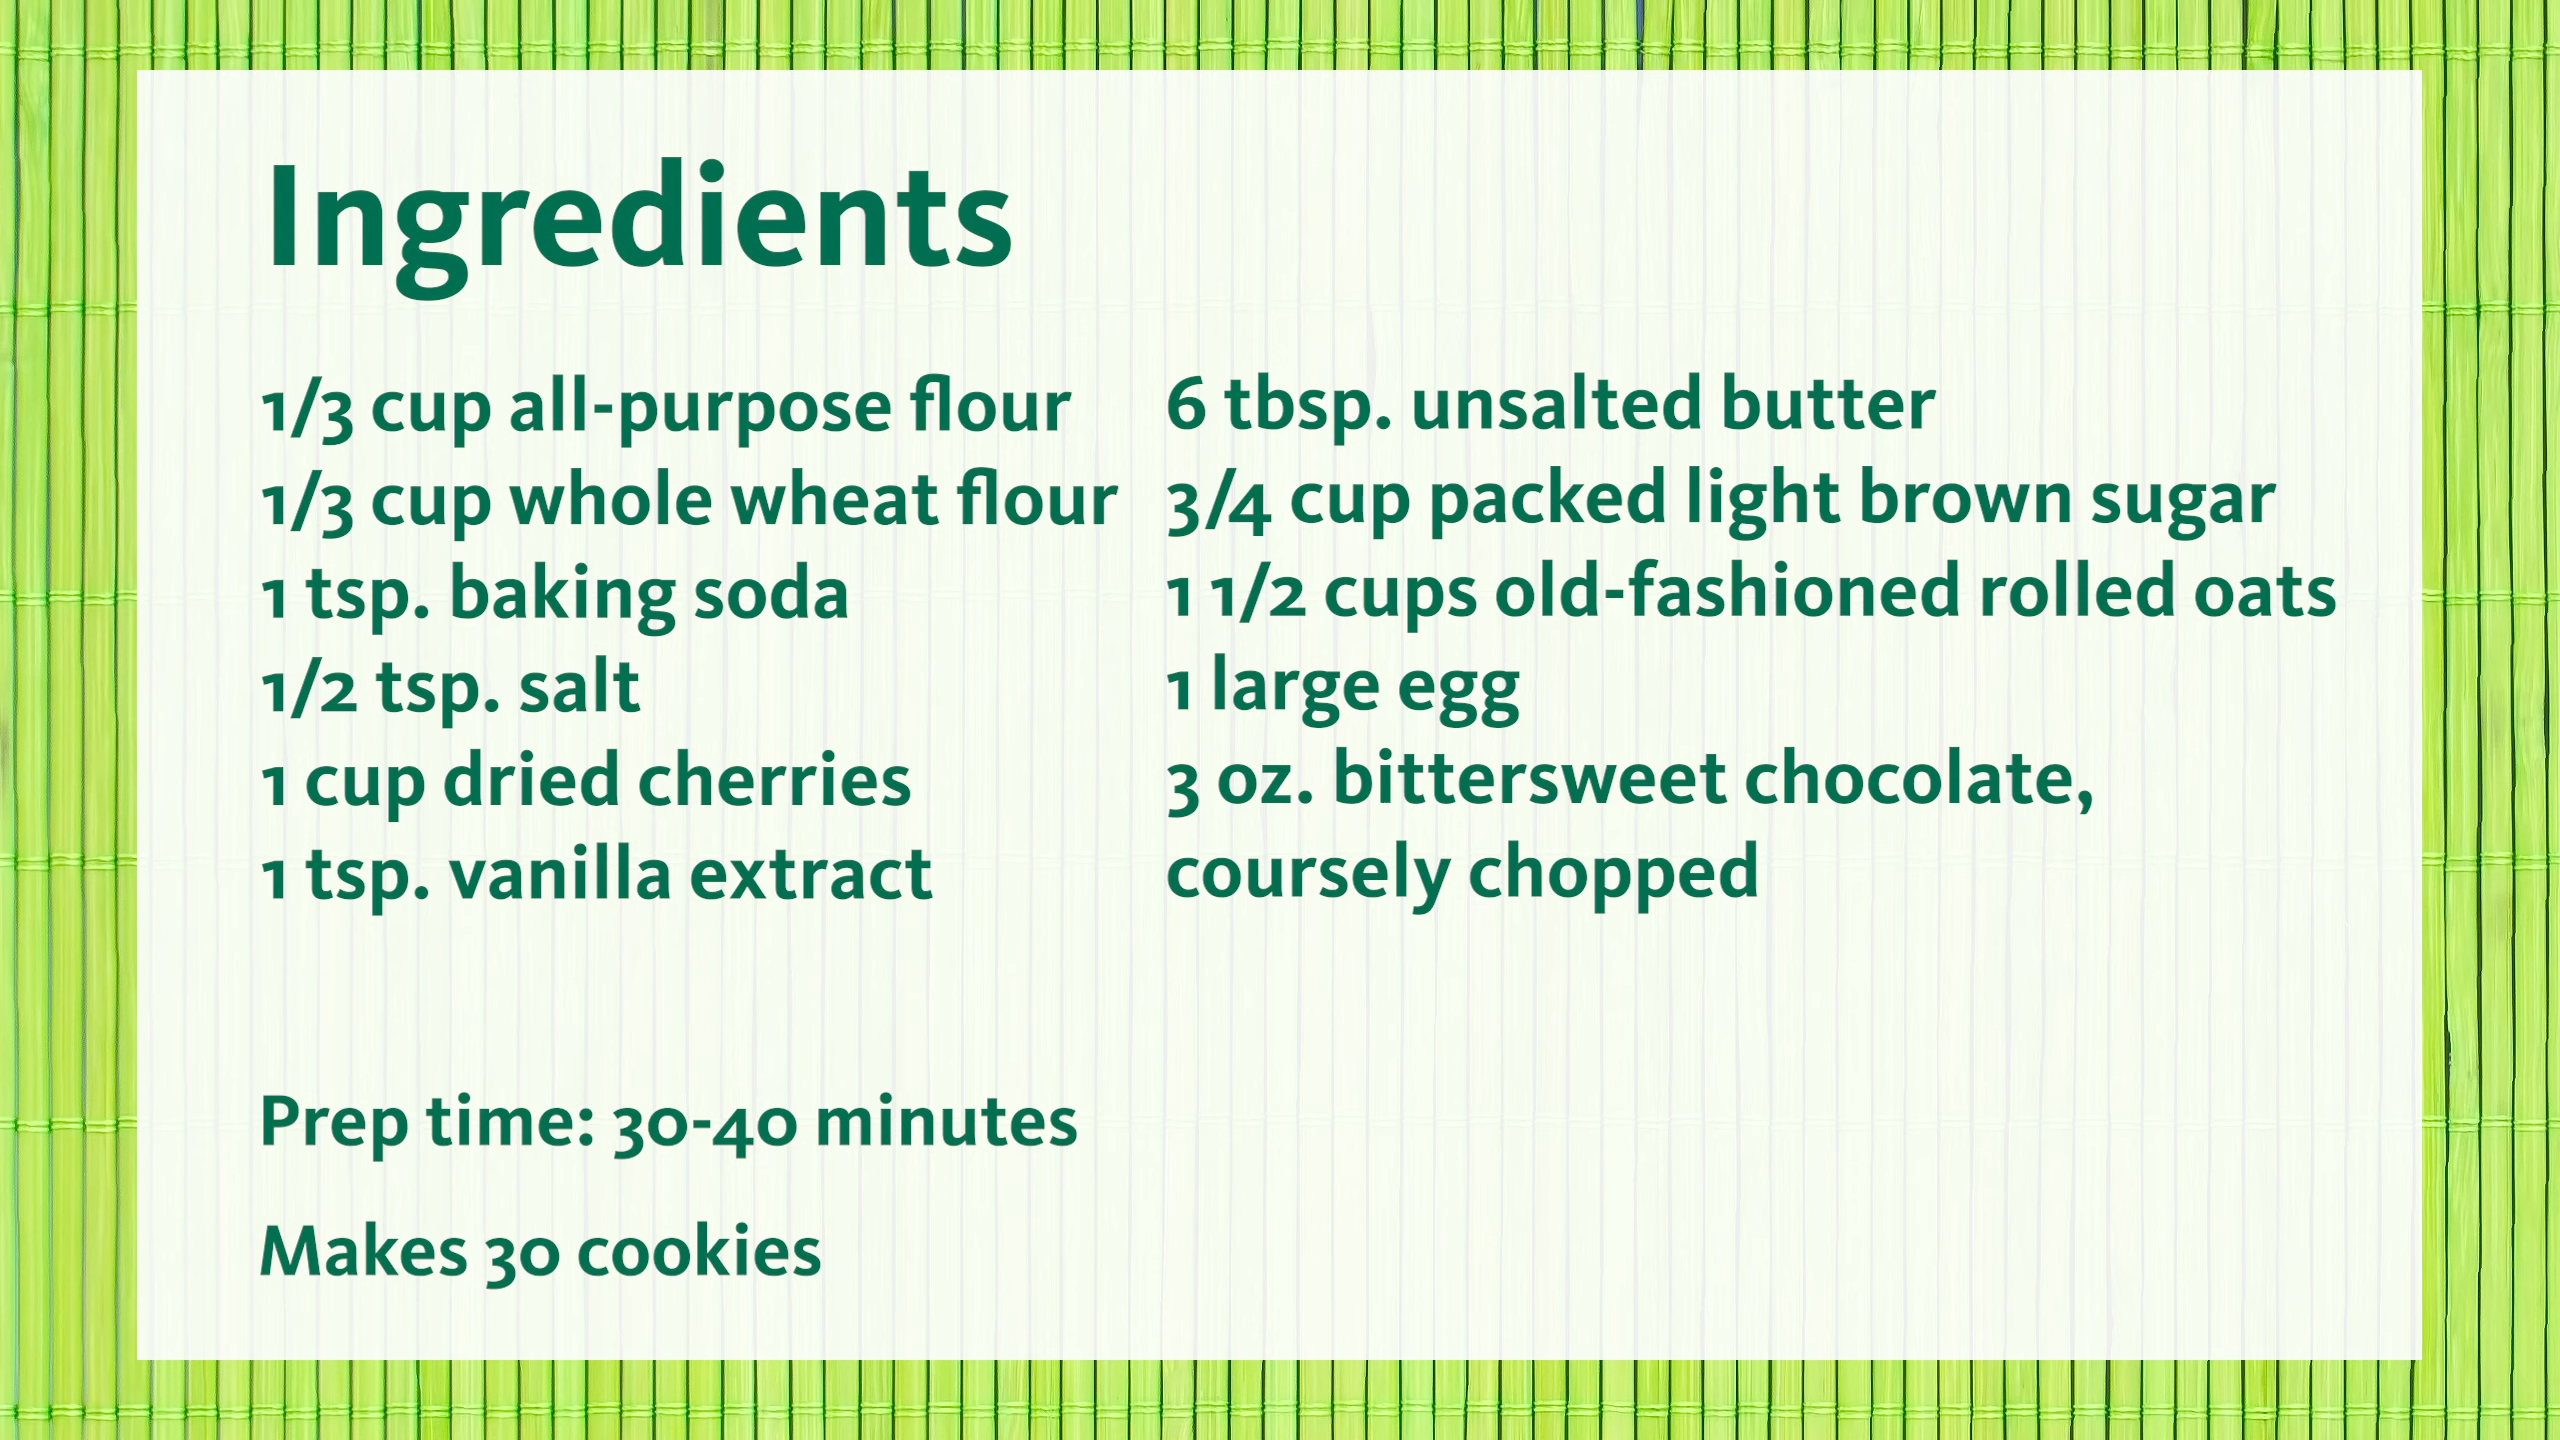 Ingredients
1/3 cup all-purpose flour
1/3 cup whole wheat flour
1 tsp. baking soda
1/2 tsp. salt
1 cup dried cherries
1 tsp. vanilla extract
6 tbsp. unsalted butter
3/4 cup packed light brown sugar
1 1/2 cups old-fashioned rolled oats
1 large egg
3 oz. bittersweet chocolate,
coursely chopped
Prep time: 30-40 minutes
Makes 30 cookies